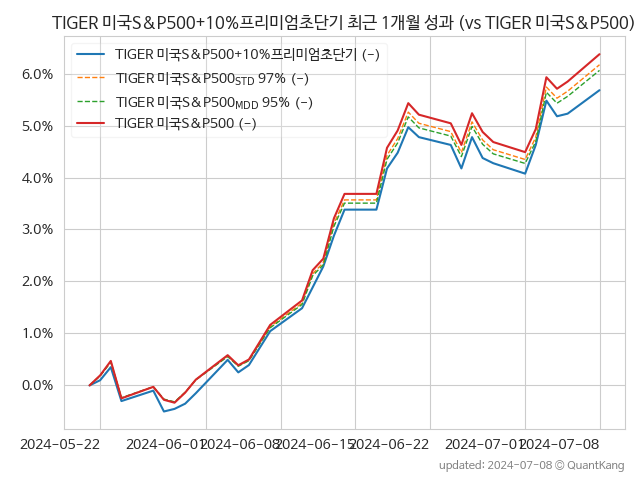 TIGER 미국S&P500+10%프리미엄초단기 최근 1개월 성과 (vs TIGER 미국S&P500)
TIGER 미국S&P500+10%프리미엄초단기 (-)
TIGER 미국S&P500STD 97% (-)
TIGER 미국S&P500MDD 95% (-)
TIGER 미국S&P500 (-)
6.0%
5.0%
4.0%
3.0%
2.0%
1.0%
0.0%
2024-05-22 2024-06-01 2024-06-08 2024-06-15 2024-06-22 2024-07-01 2024-07-08
updated: 2024-07-08 © QuantKang